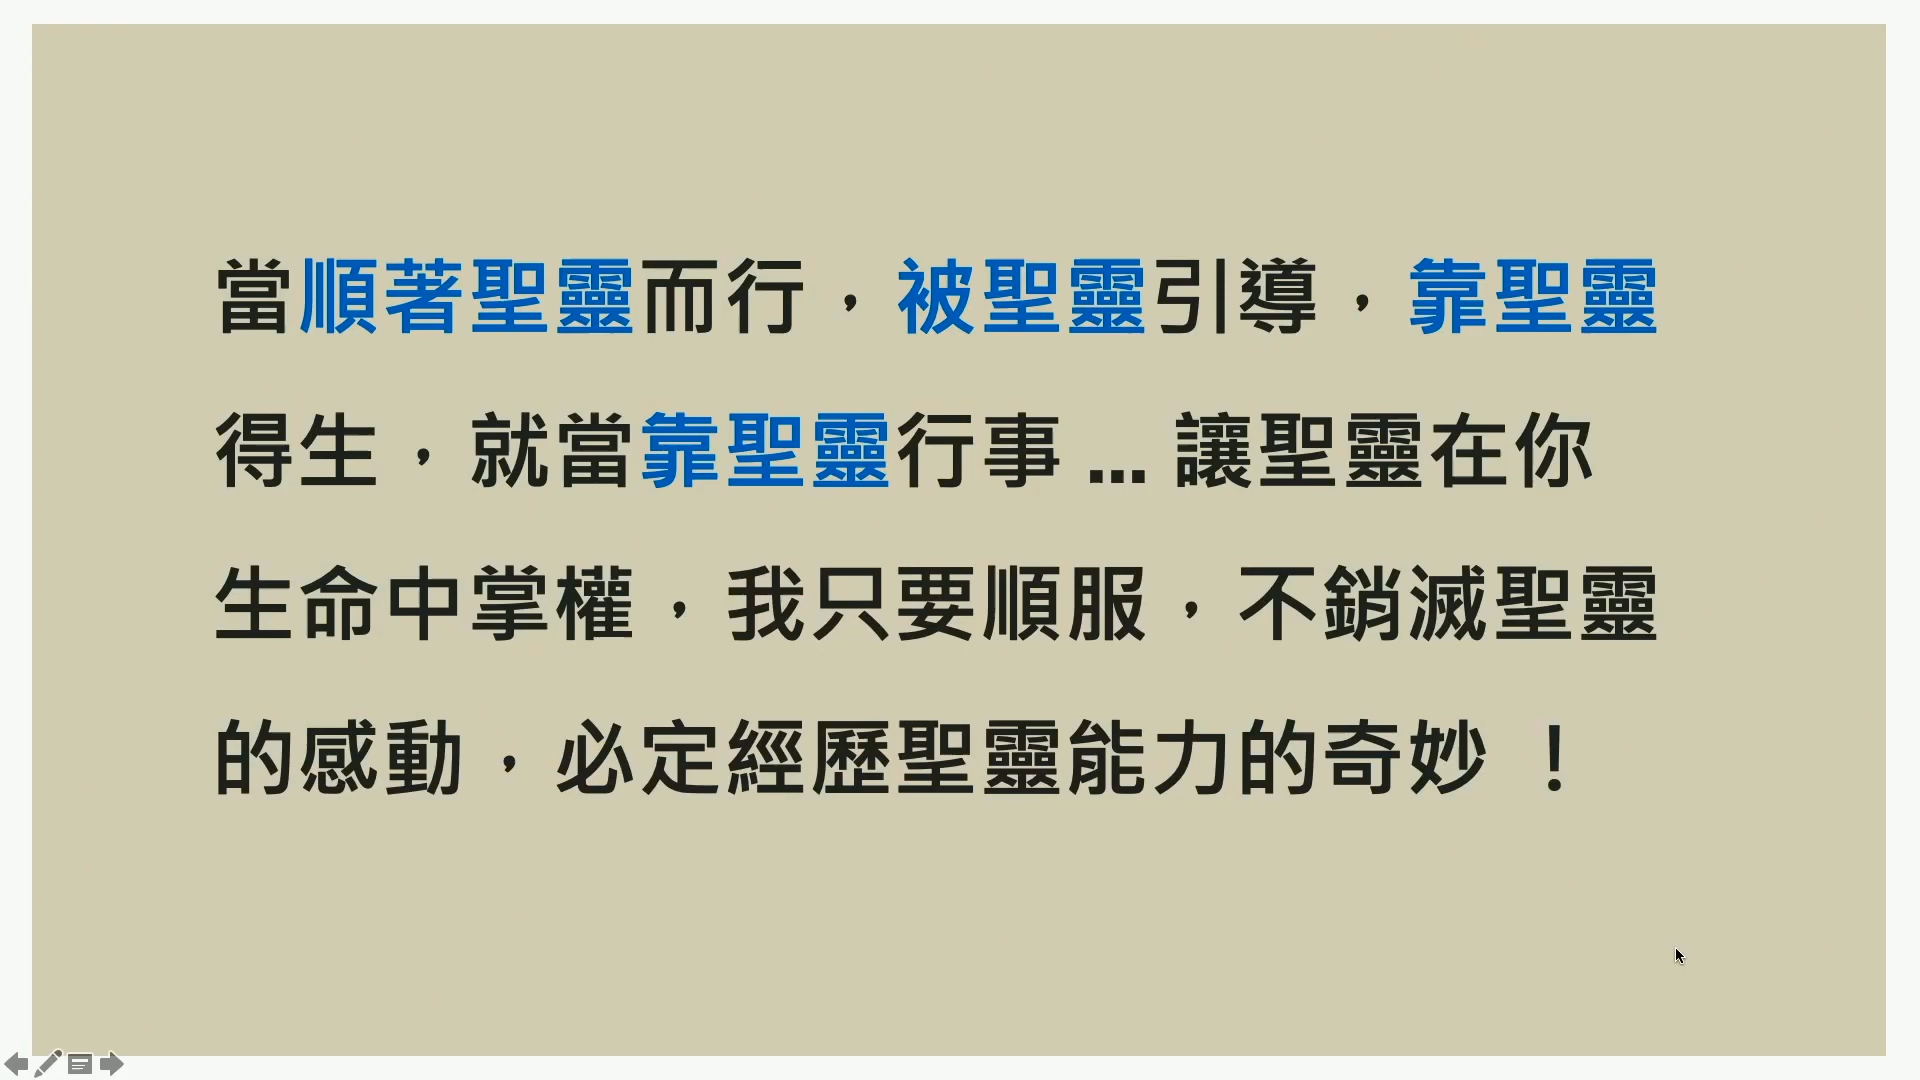 當順著聖靈而行，被聖靈引導，靠聖靈
得生，就當靠聖靈行事 ... 讓聖靈在你
生命中掌權，我只要順服，不銷滅聖靈
的感動，必定經歷聖靈能力的奇妙 ！